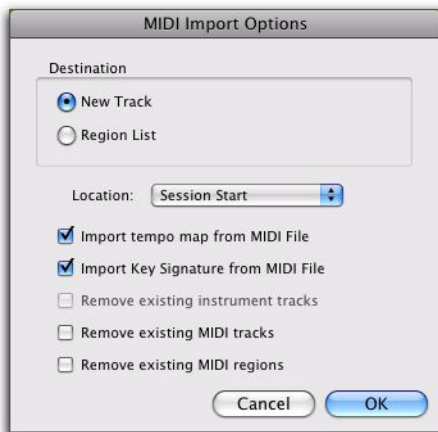 MIDI Import Options
Destination
New Track
Region List
Location: Session Start
Import tempo map from MIDI File
Import Key Signature from MIDI File
Remove existing instrument tracks
Remove existing MIDI tracks
Remove existing MIDI regions
Cancel OK